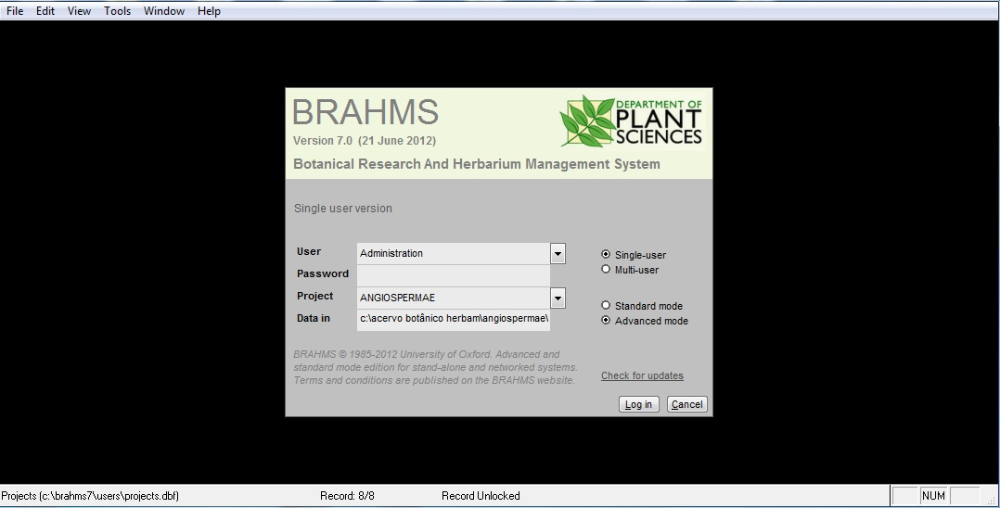 File Edit View Tools Window Help
BRAHMS
Version 7.0 (21 June 2012)
Botanical Research And Herbarium Management System
DEPARTMENT OF
PLANT
SCIENCES
Single user version
User Administration
Password
Project ANGIOSPERMAE
Data in c:\acervo botânico herbam\angiospermae\
Single-user
Multi-user
Standard mode
Advanced mode
BRAHMS © 1985-2012 University of Oxford. Advanced and
standard mode edition for stand-alone and networked systems.
Terms and conditions are published on the BRAHMS website.
Check for updates
Log in Cancel
Projects (c:\brahms7\users\projects.dbf) Record: 8/8 Record Unlocked NUM